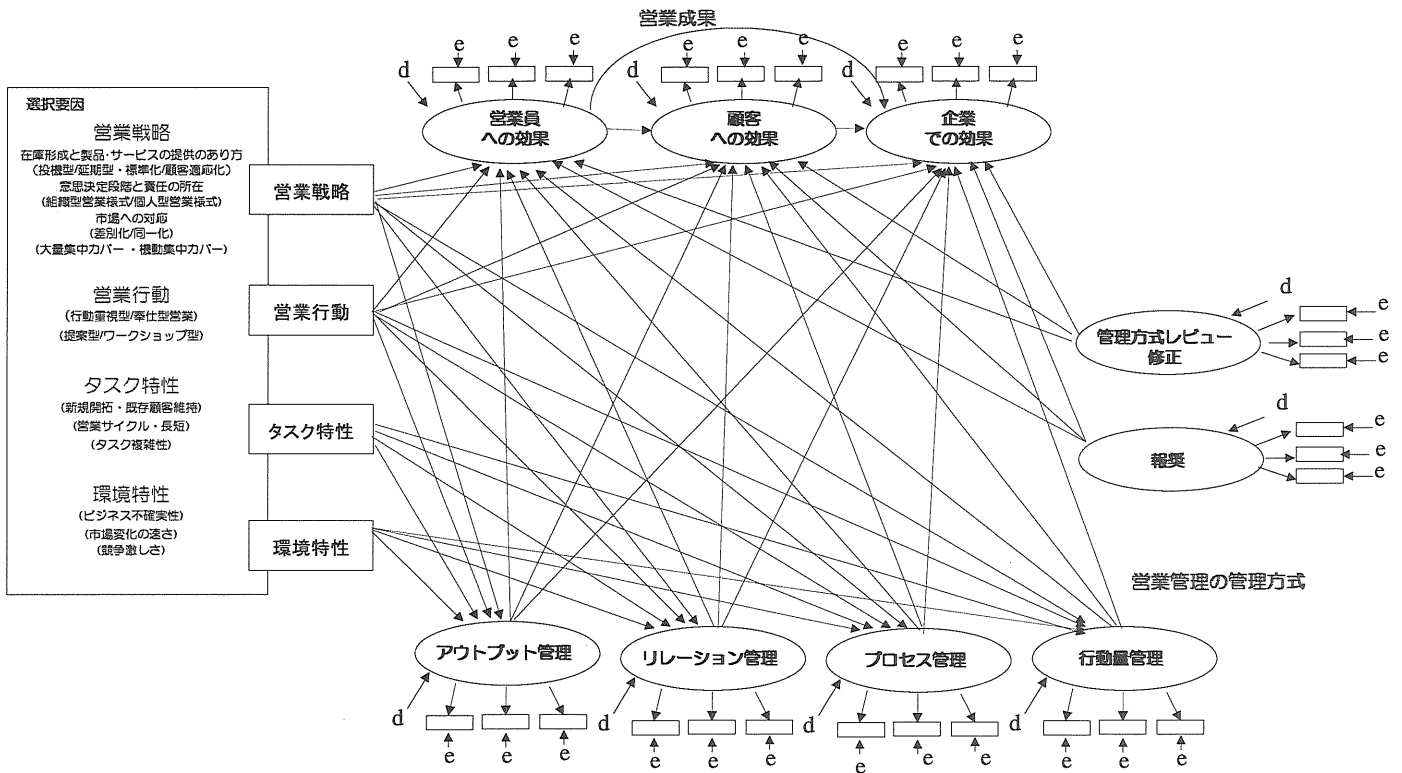 営業成果
e e e e e e e e e
d d d
営業員
への効果
顧客
への効果
企業
での効果
選択要因
営業戦略
在庫形成と製品・サービスの提供のあり方
(投機型/延期型・標準化/顧客適応化)
意思決定段階と責任の所在
(組織型営業様式/個人型営業様式)
市場への対応
(差別化/同一化)
(大量集中カバー・機動集中カバー)
営業行動
(行動重視型/奉仕型営業)
(提案型/ワークショップ型)
タスク特性
(新規開拓・既存顧客維持)
(営業サイクル・長短)
(タスク複雑性)
環境特性
(ビジネス不確実性)
(市場変化の速さ)
(競争激しさ)
営業戦略
営業行動
タスク特性
環境特性
d
e
e
e
管理方式レビュー
修正
d
e
e
e
報奨
営業管理の管理方式
アウトプット管理
リレーション管理
プロセス管理
行動量管理
d d d d
e e e e e e e e e e e e